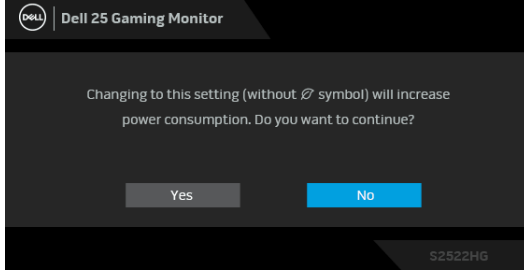 DELL
Dell 25 Gaming Monitor
Changing to this setting (without symbol) will increase
power consumption. Do you want to continue?
Yes
No
S2522HG